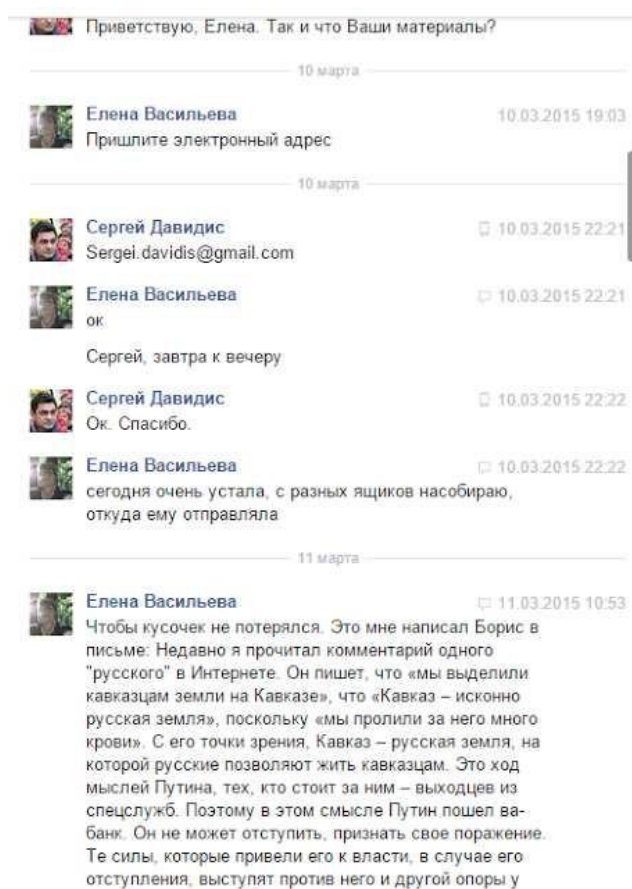 Приветствую, Елена. Так и что Ваши материалы?
10 марта
Елена Васильева 10.03.2015 19:03
Пришлите электронный адрес
10 марта
Сергей Давидис 10.03.2015 22:21
Sergei.davidis@gmail.com
Елена Васильева 10.03.2015 22:21
ок
Сергей, завтра к вечеру
Сергей Давидис 10.03.2015 22:22
Ок. Спасибо.
Елена Васильева 10.03.2015 22:22
сегодня очень устала, с разных ящиков насобираю,
откуда ему отправляла
11 марта
Елена Васильева 11.03.2015 10:53
Чтобы кусочек не потерялся. Это мне написал Борис в
письме: Недавно я прочитал комментарий одного
"русского" в Интернете. Он пишет, что «мы выделили
кавказцам земли на Кавказе», что «Кавказ – исконно
русская земля», поскольку «мы пролили за него много
крови». С его точки зрения, Кавказ – русская земля, на
которой русские позволяют жить кавказцам. Это ход
мыслей Путина, тех, кто стоит за ним – выходцев из
спецслужб. Поэтому в этом смысле Путин пошел ва-
банк. Он не может отступить, признать свое поражение.
Те силы, которые привели его к власти, в случае его
отступления, выступят против него и другой опоры у